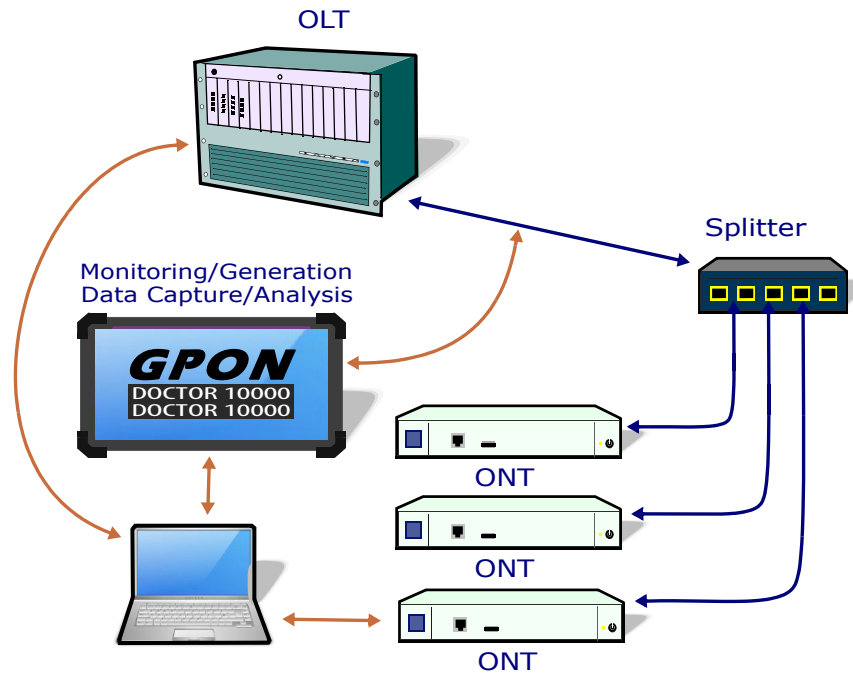 OLT
Splitter
Monitoring/Generation
Data Capture/Analysis
GPON
DOCTOR 10000
DOCTOR 10000
ONT
ONT
ONT